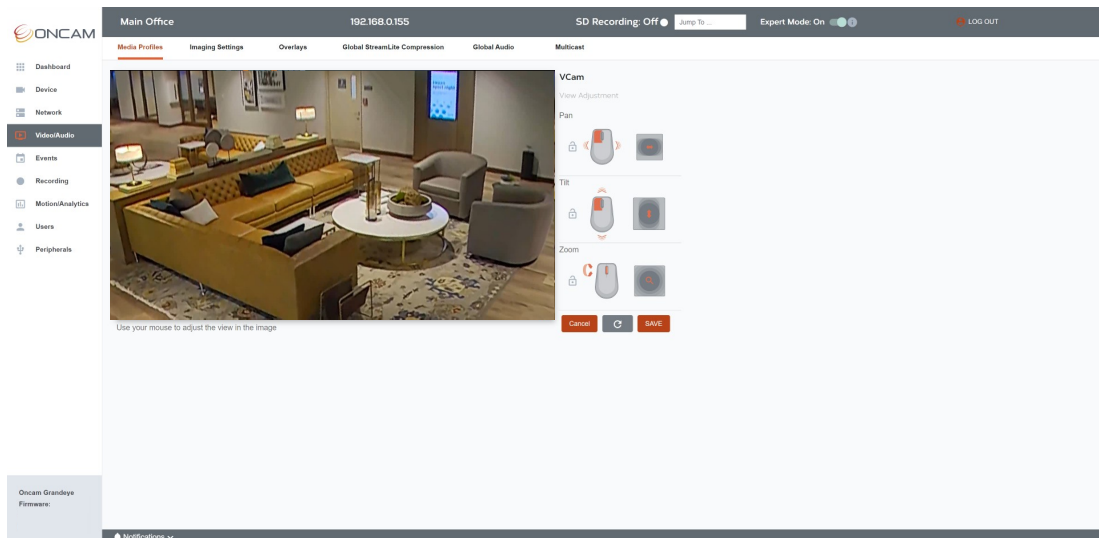 ONCAM
Main Office
192.168.0.155
SD Recording: Off
Jump To ...
Expert Mode: On
LOG OUT
Media Profiles
Imaging Settings
Overlays
Global StreamLite Compression
Global Audio
Multicast
Dashboard
Device
Network
Video/Audio
Events
Recording
Motion/Analytics
Users
Peripherals
VCam
View Adjustment
Pan
Tilt
Zoom
Cancel
SAVE
Use your mouse to adjust the view in the image
Oncam Grandeye
Firmware:
Notifications